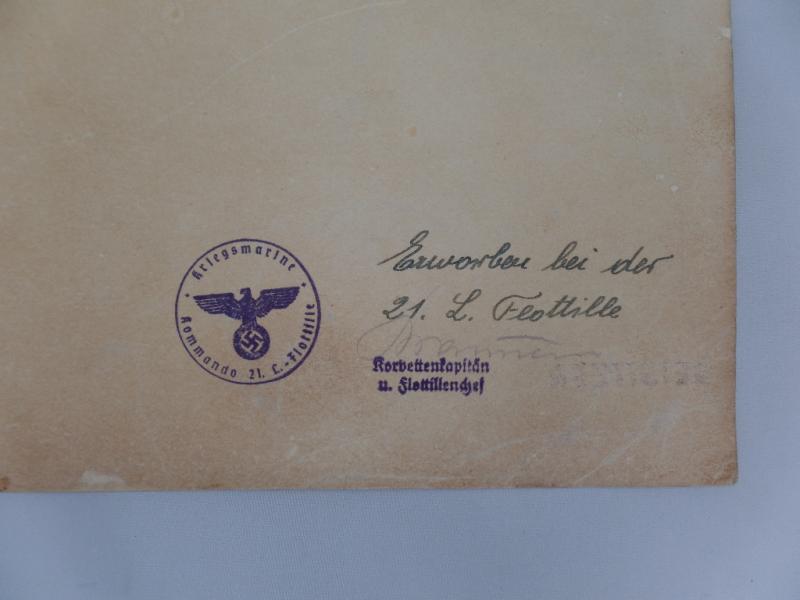 Kriegsmarine
Kommando 21. L.-Flottille
Erworben bei der
21. L. Flottille
Korvettenkapitän
u. Flottillenchef